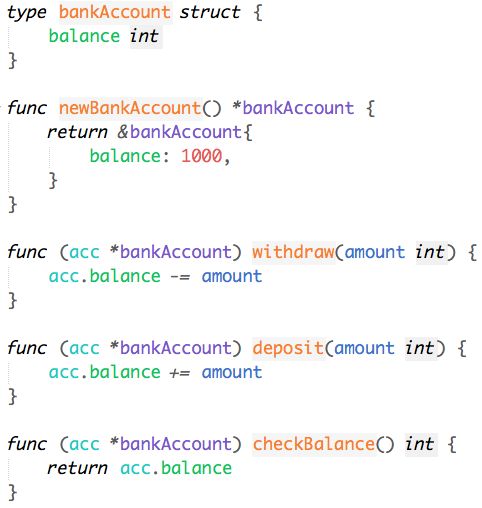 type bankAccount struct {
    balance int
}

func newBankAccount() *bankAccount {
    return &bankAccount{
        balance: 1000,
    }
}

func (acc *bankAccount) withdraw(amount int) {
    acc.balance -= amount
}

func (acc *bankAccount) deposit(amount int) {
    acc.balance += amount
}

func (acc *bankAccount) checkBalance() int {
    return acc.balance
}